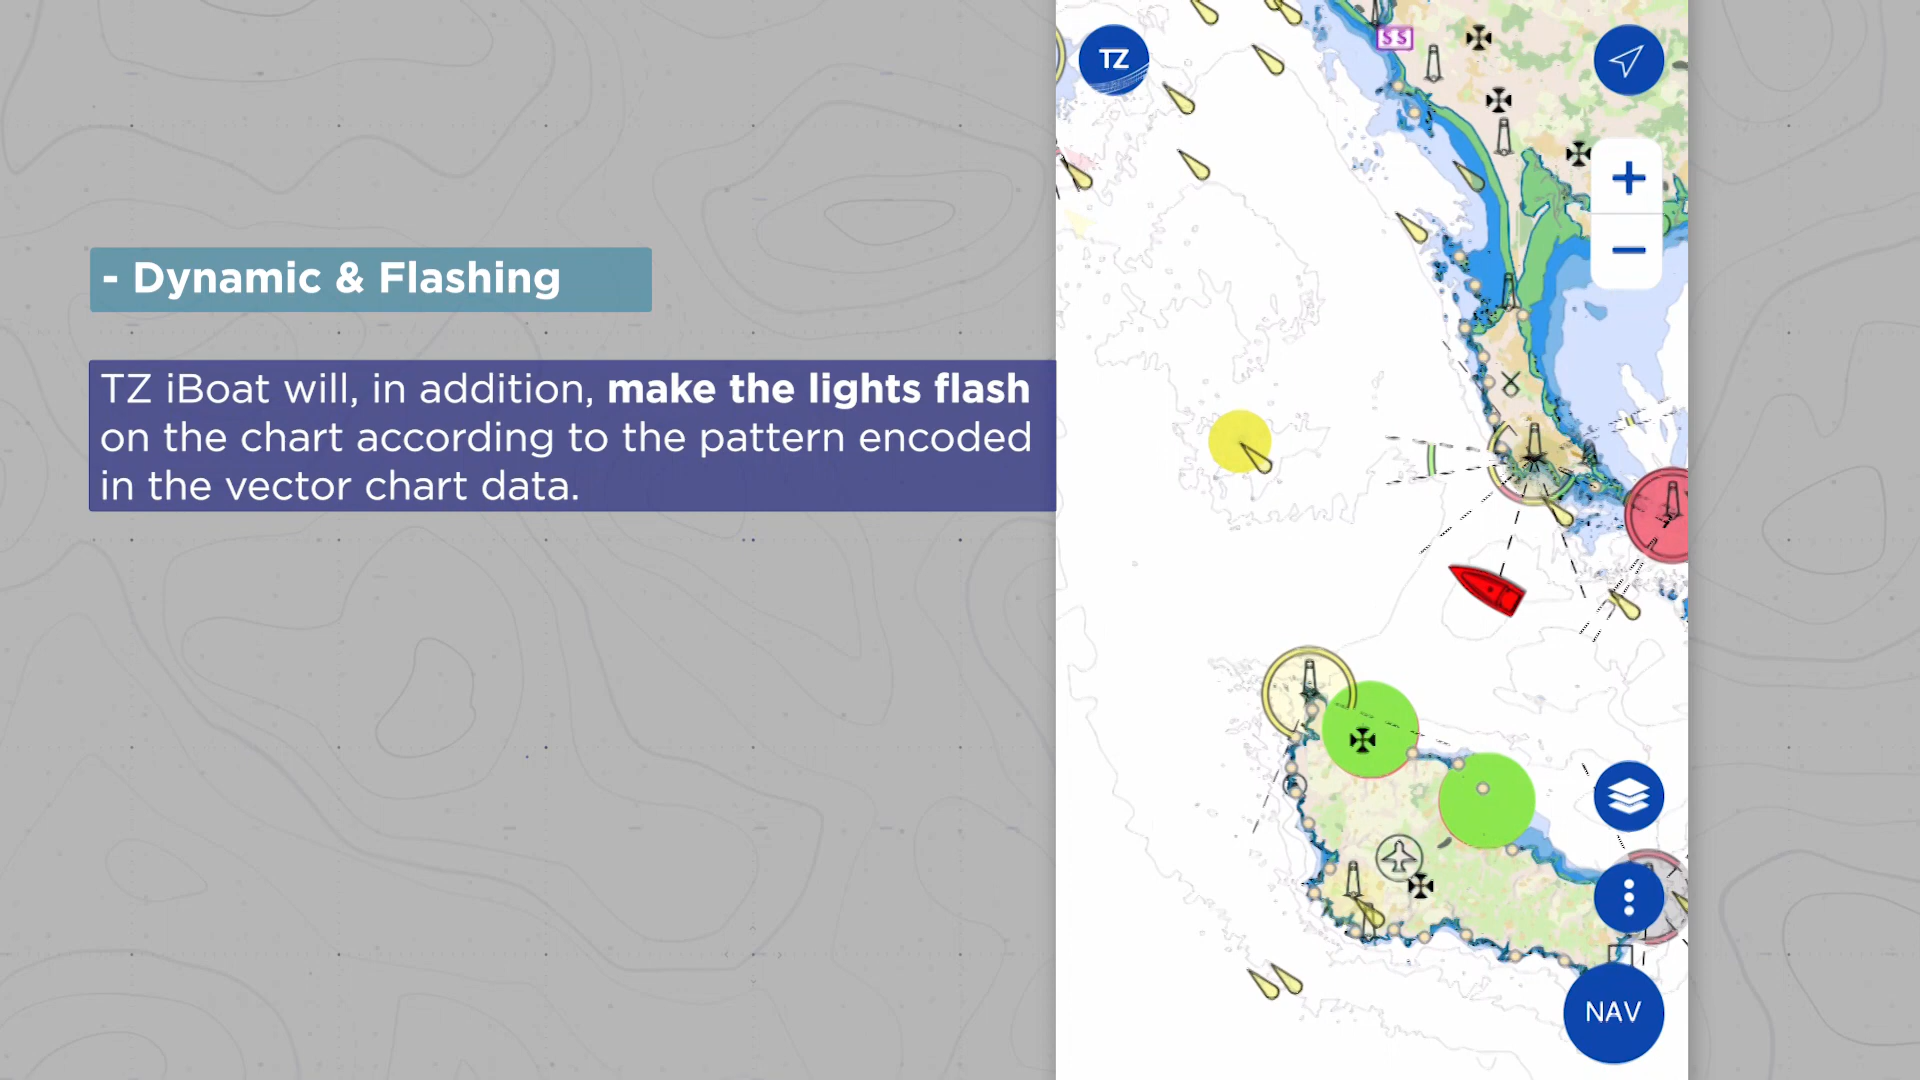 - Dynamic & Flashing
TZ iBoat will, in addition, make the lights flash
on the chart according to the pattern encoded
in the vector chart data.
TZ
SS
+
−
NAV